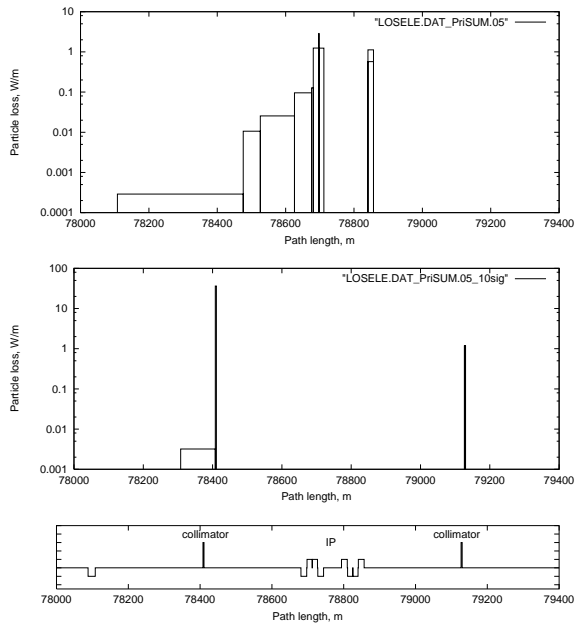 10
"LOSELE.DAT_PriSUM.05"
1
0.1
0.01
0.001
0.0001
Particle loss, W/m
78000 78200 78400 78600 78800 79000 79200 79400
Path length, m
100
"LOSELE.DAT_PriSUM.05_10sig"
10
1
0.1
0.01
0.001
Particle loss, W/m
78000 78200 78400 78600 78800 79000 79200 79400
Path length, m
collimator IP collimator
78000 78200 78400 78600 78800 79000 79200 79400
Path length, m